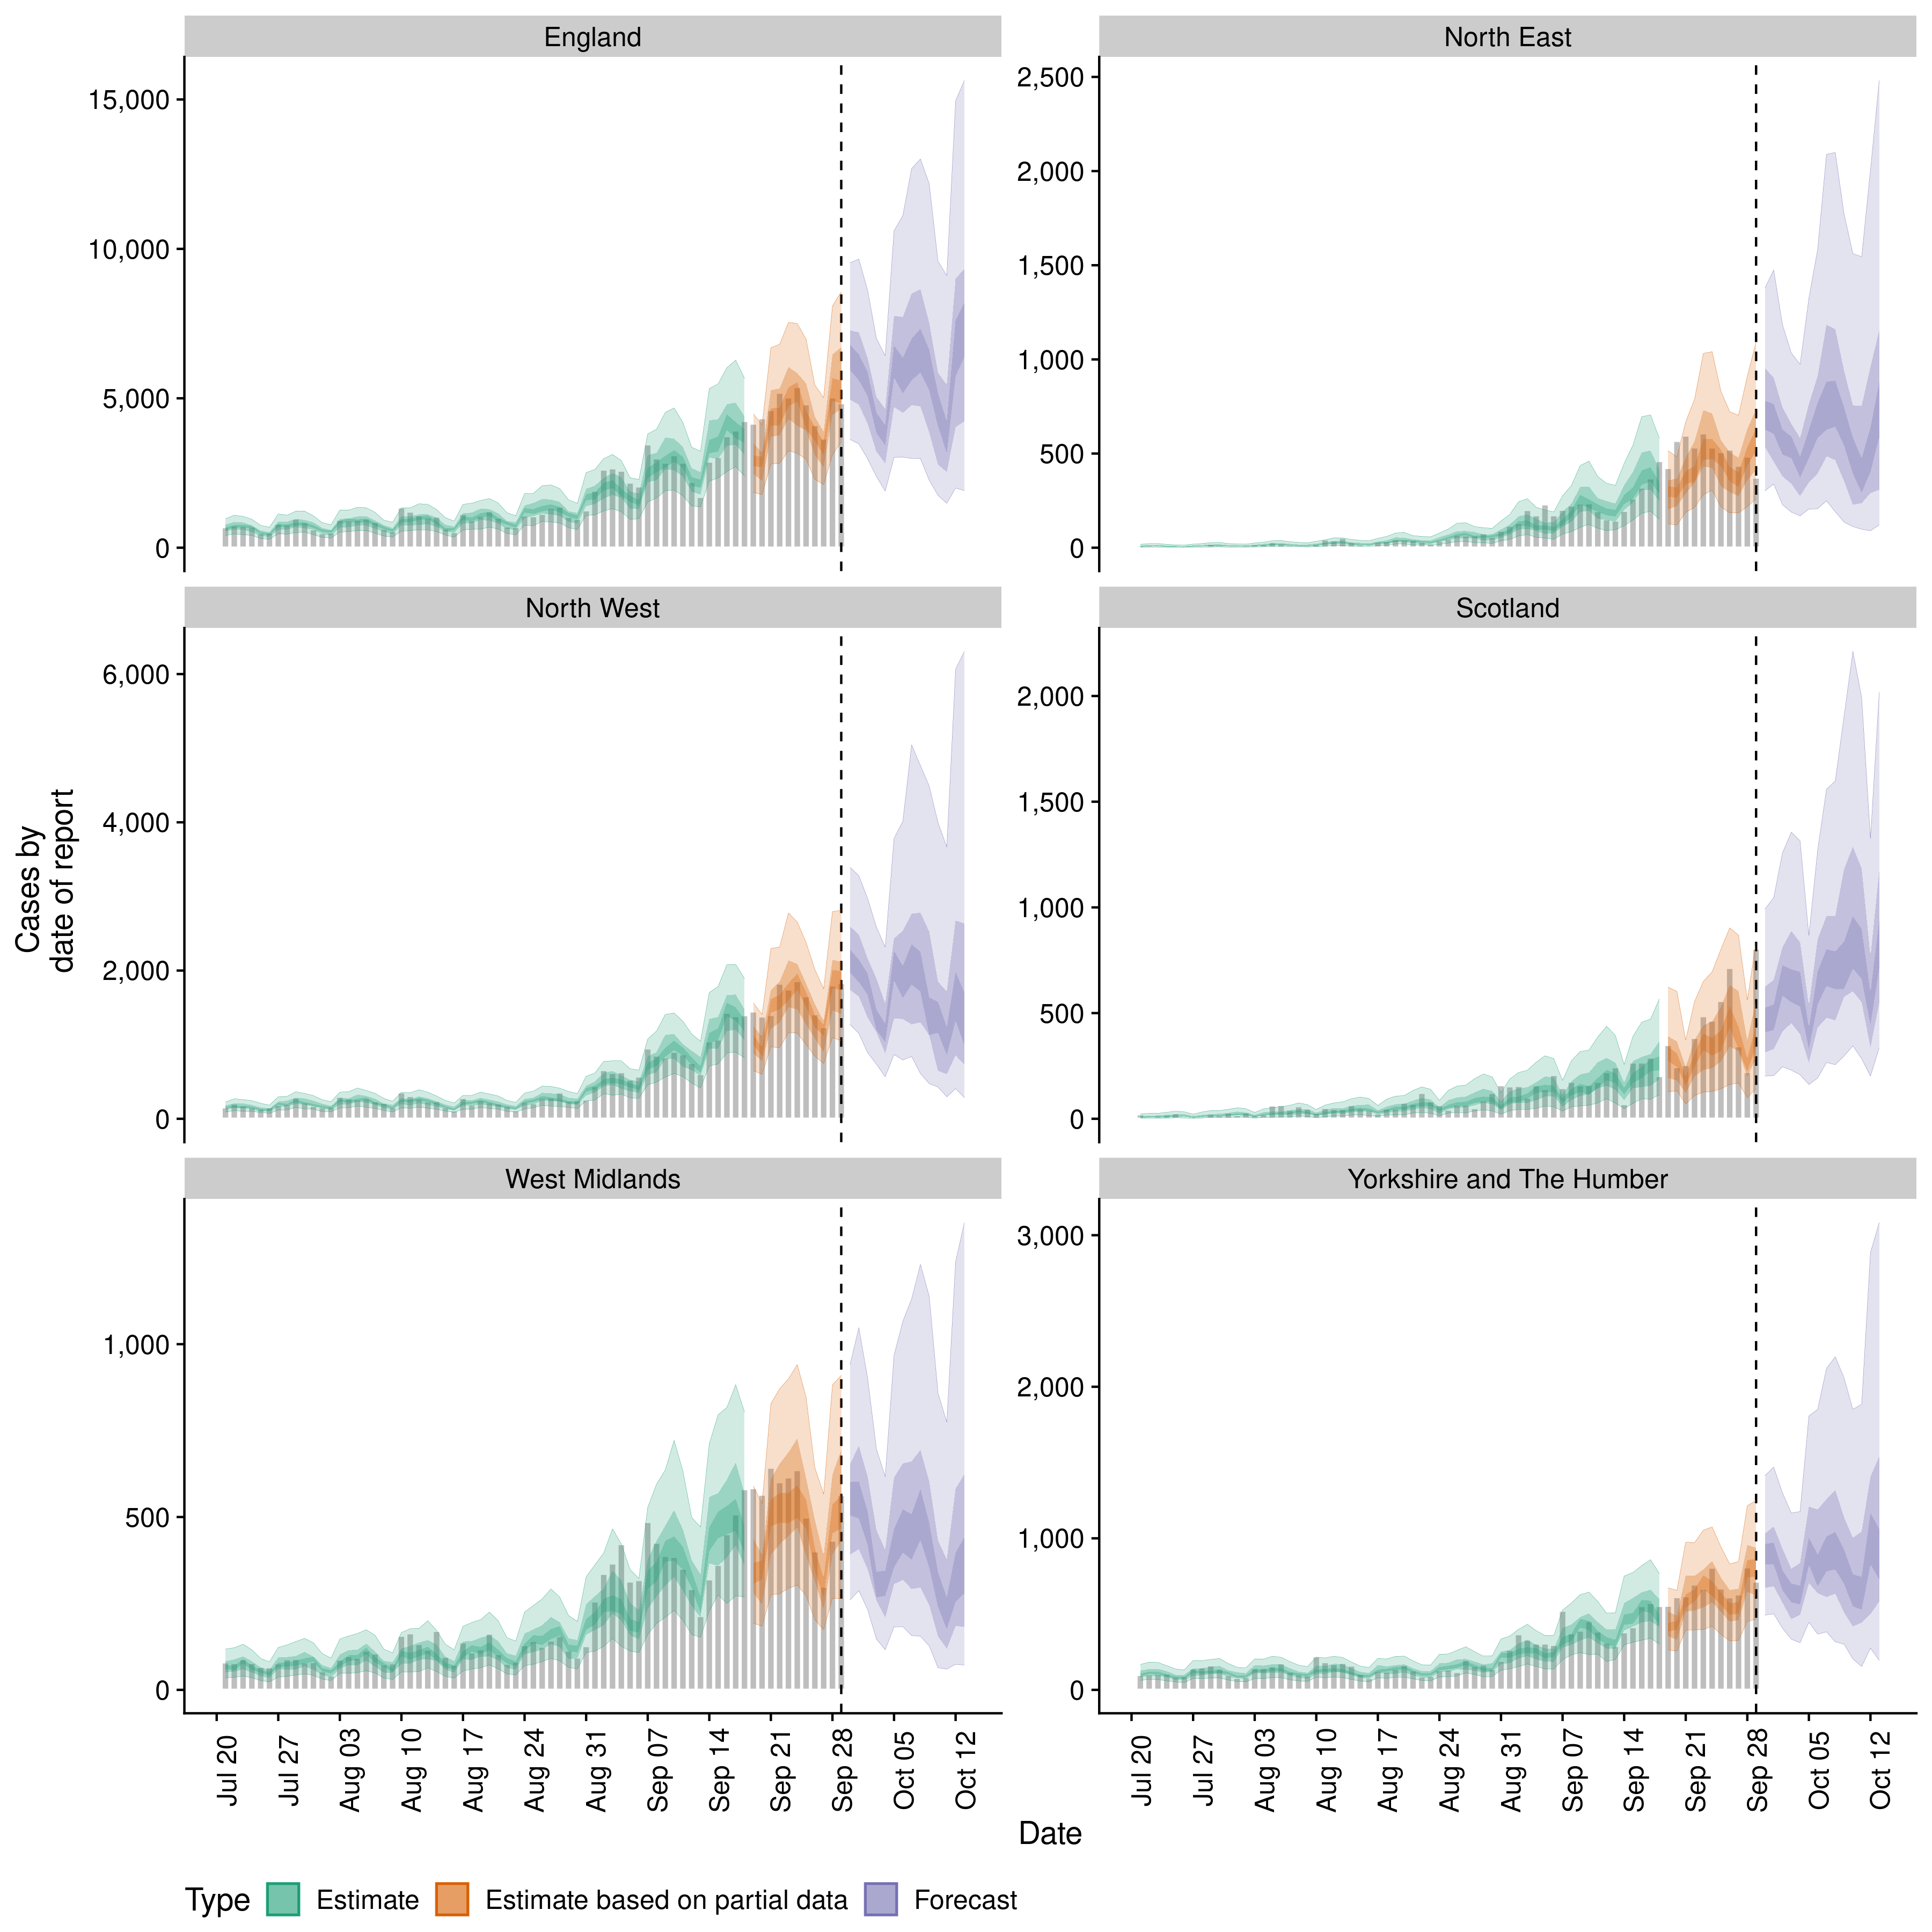 England
North East
15,000
10,000
5,000
0
2,500
2,000
1,500
1,000
500
0
North West
Scotland
6,000
4,000
2,000
0
2,000
1,500
1,000
500
0
Cases by
date of report
West Midlands
Yorkshire and The Humber
1,000
500
0
3,000
2,000
1,000
0
Jul 20
Jul 27
Aug 03
Aug 10
Aug 17
Aug 24
Aug 31
Sep 07
Sep 14
Sep 21
Sep 28
Oct 05
Oct 12
Jul 20
Jul 27
Aug 03
Aug 10
Aug 17
Aug 24
Aug 31
Sep 07
Sep 14
Sep 21
Sep 28
Oct 05
Oct 12
Date
Type Estimate Estimate based on partial data Forecast